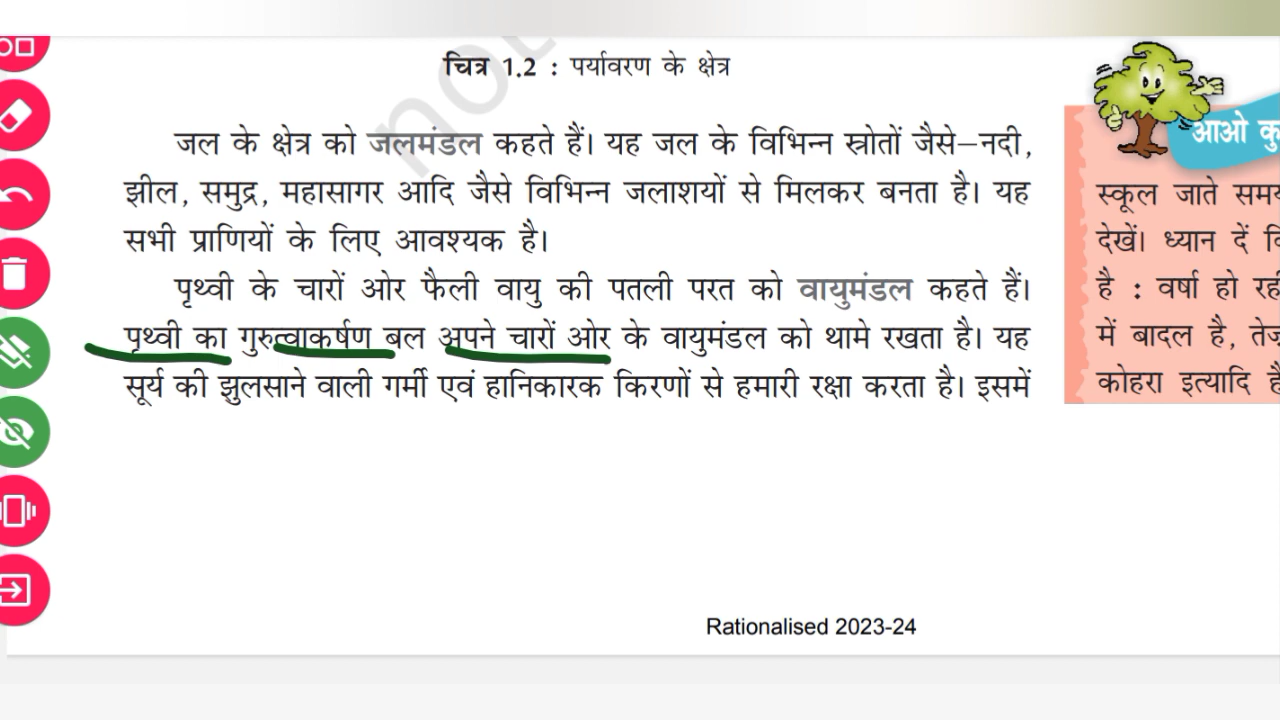 चित्र 1.2 : पर्यावरण के क्षेत्र
जल के क्षेत्र को जलमंडल कहते हैं। यह जल के विभिन्न स्रोतों जैसे–नदी,
झील, समुद्र, महासागर आदि जैसे विभिन्न जलाशयों से मिलकर बनता है। यह
सभी प्राणियों के लिए आवश्यक है।
पृथ्वी के चारों ओर फैली वायु की पतली परत को वायुमंडल कहते हैं।
पृथ्वी का गुरुत्वाकर्षण बल अपने चारों ओर के वायुमंडल को थामे रखता है। यह
सूर्य की झुलसाने वाली गर्मी एवं हानिकारक किरणों से हमारी रक्षा करता है। इसमें
आओ कु
स्कूल जाते सम
देखें। ध्यान दें
है : वर्षा हो रह
में बादल है, ते
कोहरा इत्यादि
Rationalised 2023-24